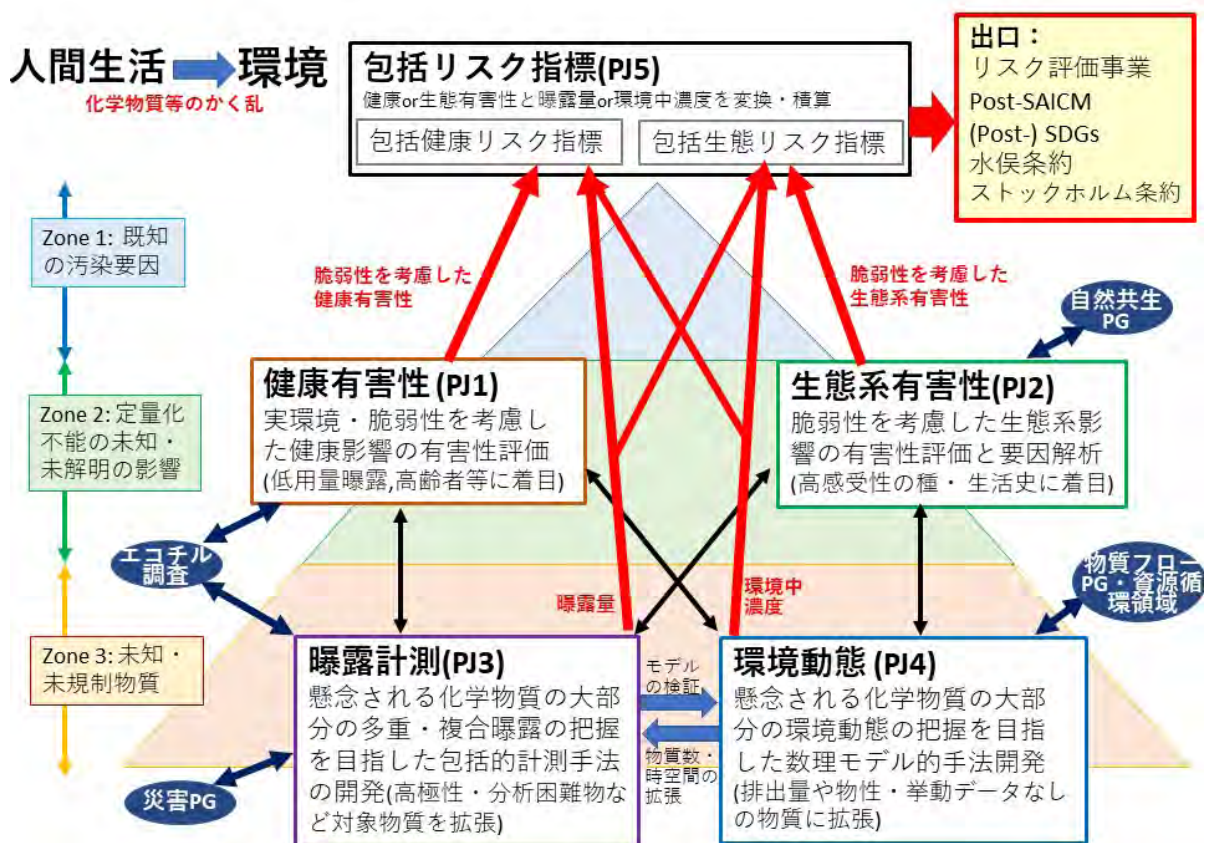 人間生活
環境
化学物質等のかく乱
包括リスク指標(PJ5)
健康or生態有害性と曝露量or環境中濃度を変換・積算
包括健康リスク指標
包括生態リスク指標
出口：
リスク評価事業
Post-SAICM
(Post-) SDGs
水俣条約
ストックホルム条約
Zone 1: 既知
の汚染要因
脆弱性を考慮した
健康有害性
脆弱性を考慮した
生態系有害性
自然共生
PG
Zone 2: 定量化
不能の未知・
未解明の影響
健康有害性 (PJ1)
実環境・脆弱性を考慮し
た健康影響の有害性評価
(低用量曝露,高齢者等に着目)
生態系有害性(PJ2)
脆弱性を考慮した生態系影
響の有害性評価と要因解析
(高感受性の種・ 生活史に着目)
エコチル
調査
曝露量
環境中
濃度
物質フロー
PG・資源循
環領域
Zone 3: 未知・
未規制物質
曝露計測(PJ3)
懸念される化学物質の大部
分の多重・複合曝露の把握
を目指した包括的計測手法
の開発(高極性・分析困難物な
ど対象物質を拡張)
モデル
の検証
物質数・
時空間の
拡張
環境動態 (PJ4)
懸念される化学物質の大部
分の環境動態の把握を目指
した数理モデル的手法開発
(排出量や物性・挙動データなし
の物質に拡張)
災害PG